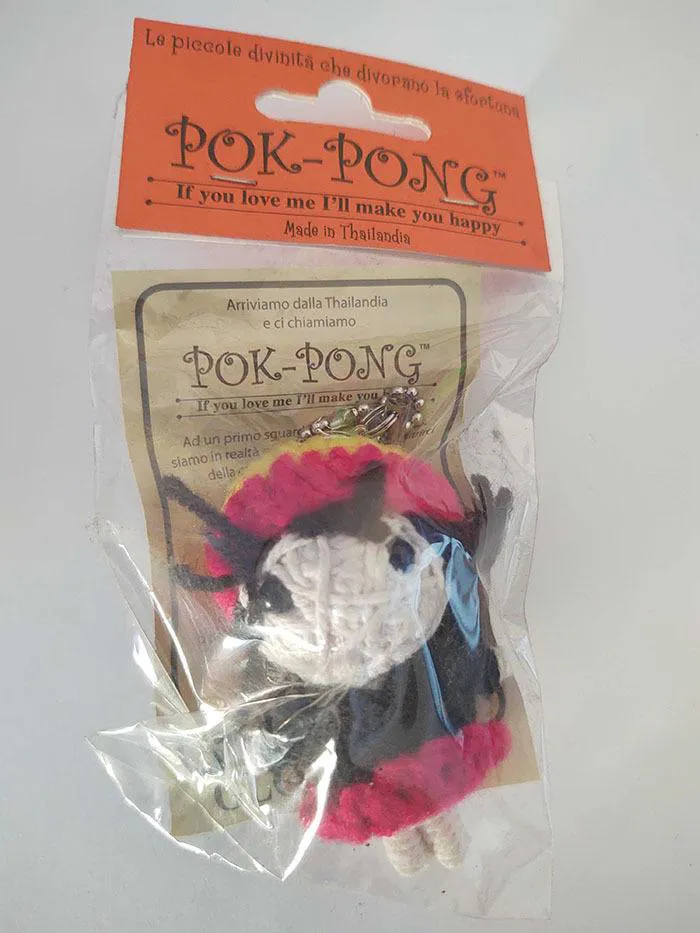 Le piccole divinità che divorano la sfortuna
POK-PONG™
If you love me I'll make you happy
Made in Thailandia
Arriviamo dalla Thailandia
e ci chiamiamo
POK-PONG™
If you love me I'll make you
Ad un primo
siamo in realtà
della